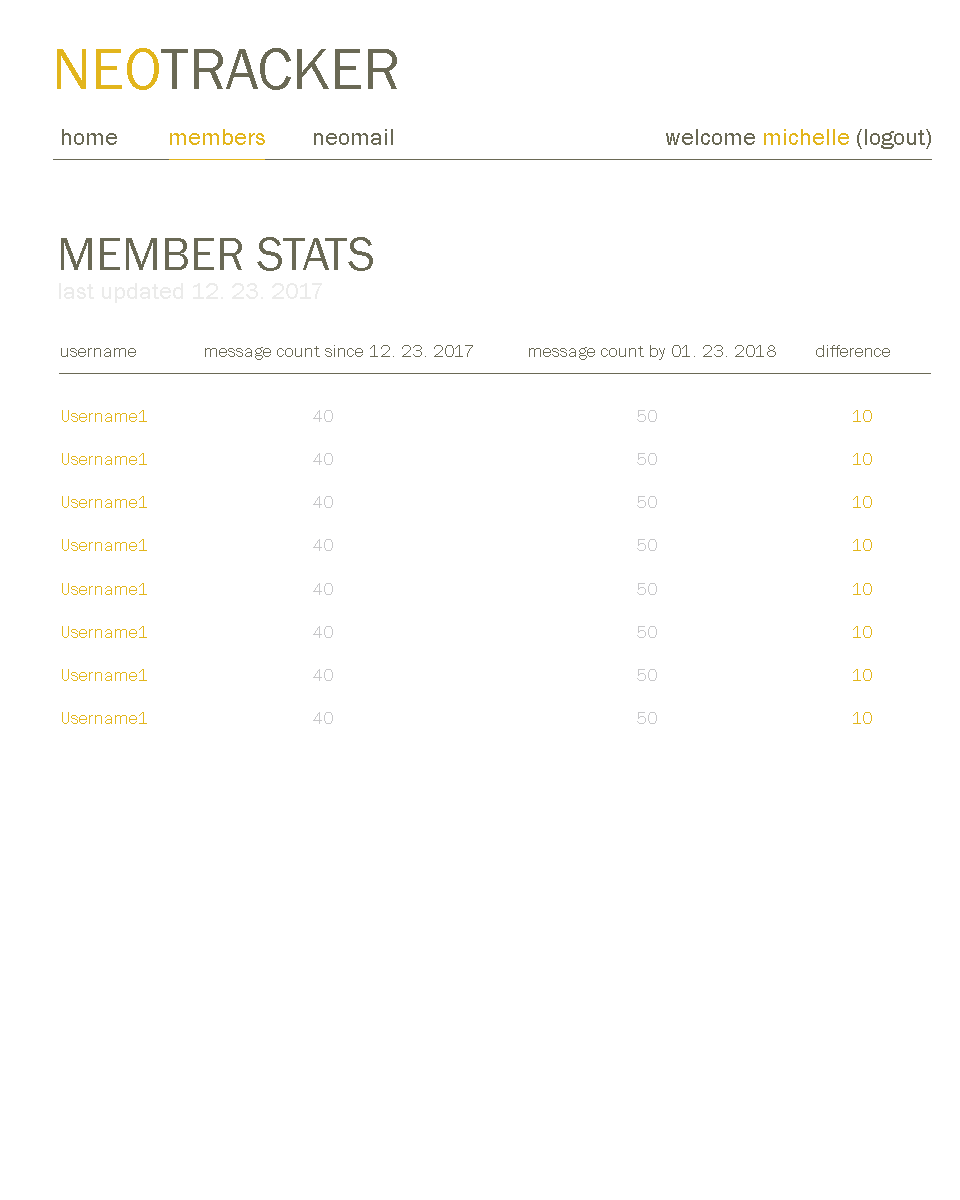 NEOTRACKER
home members neomail welcome michelle (logout)
MEMBER STATS
last updated 12. 23. 2017
username message count since 12. 23. 2017 message count by 01. 23. 2018 difference
Username1 40 50 10
Username1 40 50 10
Username1 40 50 10
Username1 40 50 10
Username1 40 50 10
Username1 40 50 10
Username1 40 50 10
Username1 40 50 10